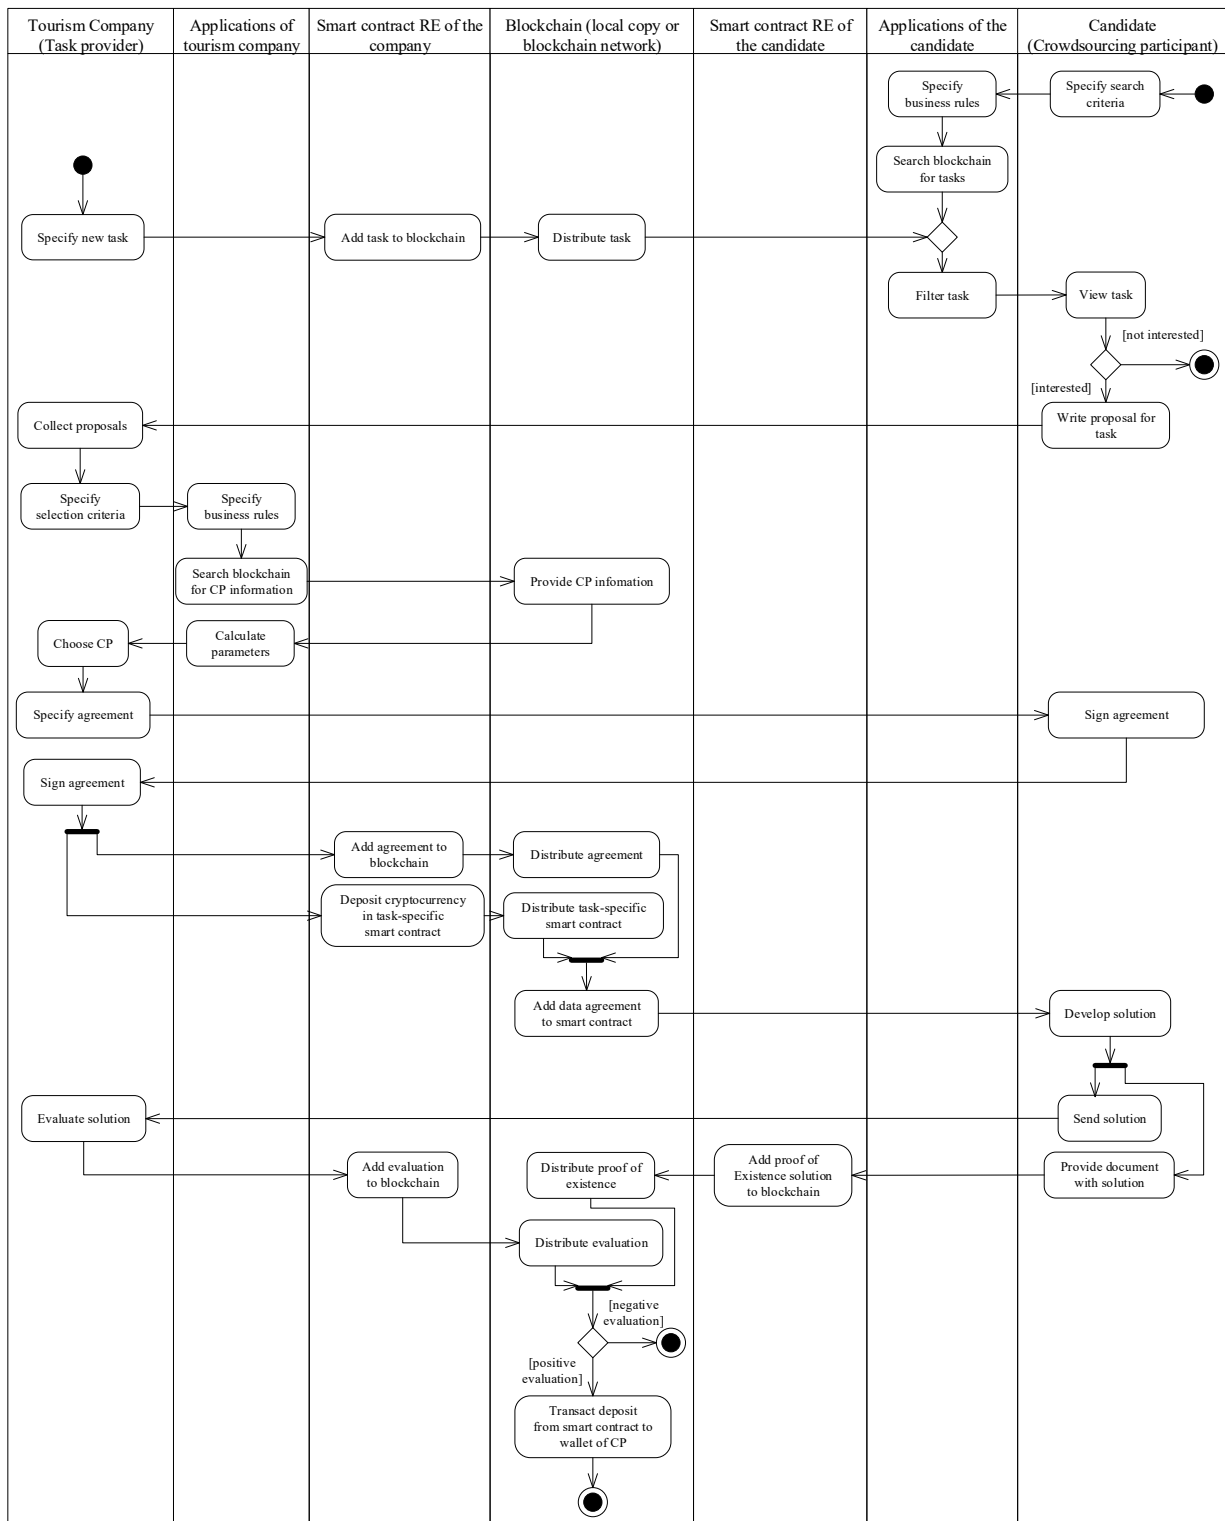 Tourism Company
(Task provider)
Applications of
tourism company
Smart contract RE of the
company
Blockchain (local copy or
blockchain network)
Smart contract RE of
the candidate
Applications of the
candidate
Candidate
(Crowdsourcing participant)
Specify
business rules
Specify search
criteria
Search blockchain
for tasks
Specify new task
Add task to blockchain
Distribute task
Filter task
View task
[not interested]
[interested]
Collect proposals
Write proposal for
task
Specify
selection criteria
Specify
business rules
Search blockchain
for CP information
Provide CP infomation
Choose CP
Calculate
parameters
Specify agreement
Sign agreement
Sign agreement
Add agreement to
blockchain
Distribute agreement
Deposit cryptocurrency
in task-specific
smart contract
Distribute task-specific
smart contract
Add data agreement
to smart contract
Develop solution
Evaluate solution
Send solution
Add evaluation
to blockchain
Distribute proof of
existence
Add proof of
Existence solution
to blockchain
Provide document
with solution
Distribute evaluation
[negative
evaluation]
[positive
evaluation]
Transact deposit
from smart contract to
wallet of CP